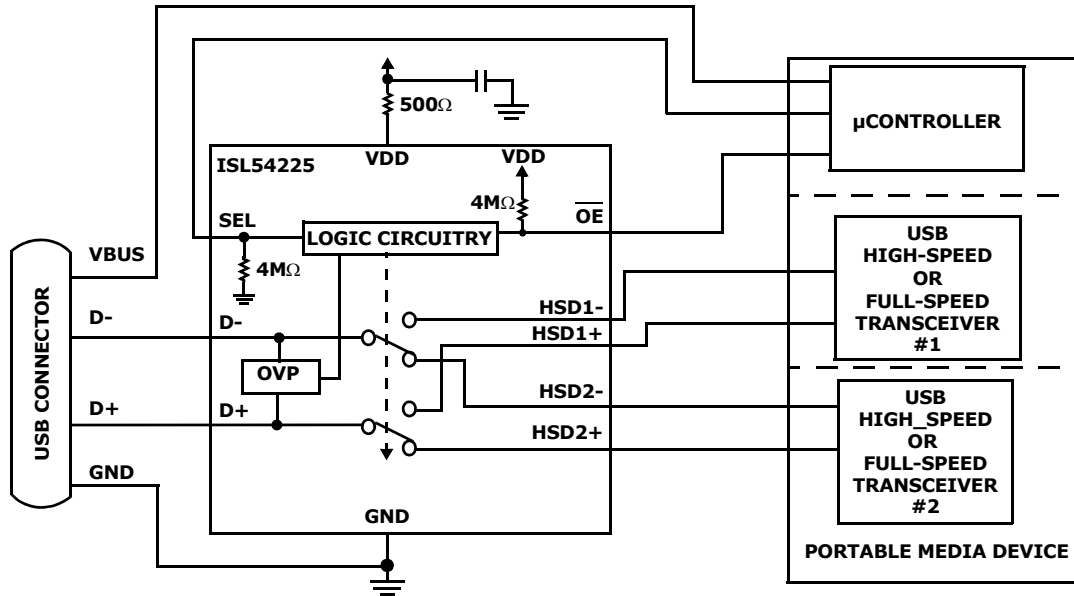 500Ω
µCONTROLLER
ISL54225
VDD
VDD
4MΩ
OE
SEL
LOGIC CIRCUITRY
4MΩ
USB CONNECTOR
VBUS
D-
D-
OVP
D+
D+
GND
HSD1-
HSD1+
HSD2-
HSD2+
GND
USB
HIGH-SPEED
OR
FULL-SPEED
TRANSCEIVER
#1
USB
HIGH_SPEED
OR
FULL-SPEED
TRANSCEIVER
#2
PORTABLE MEDIA DEVICE